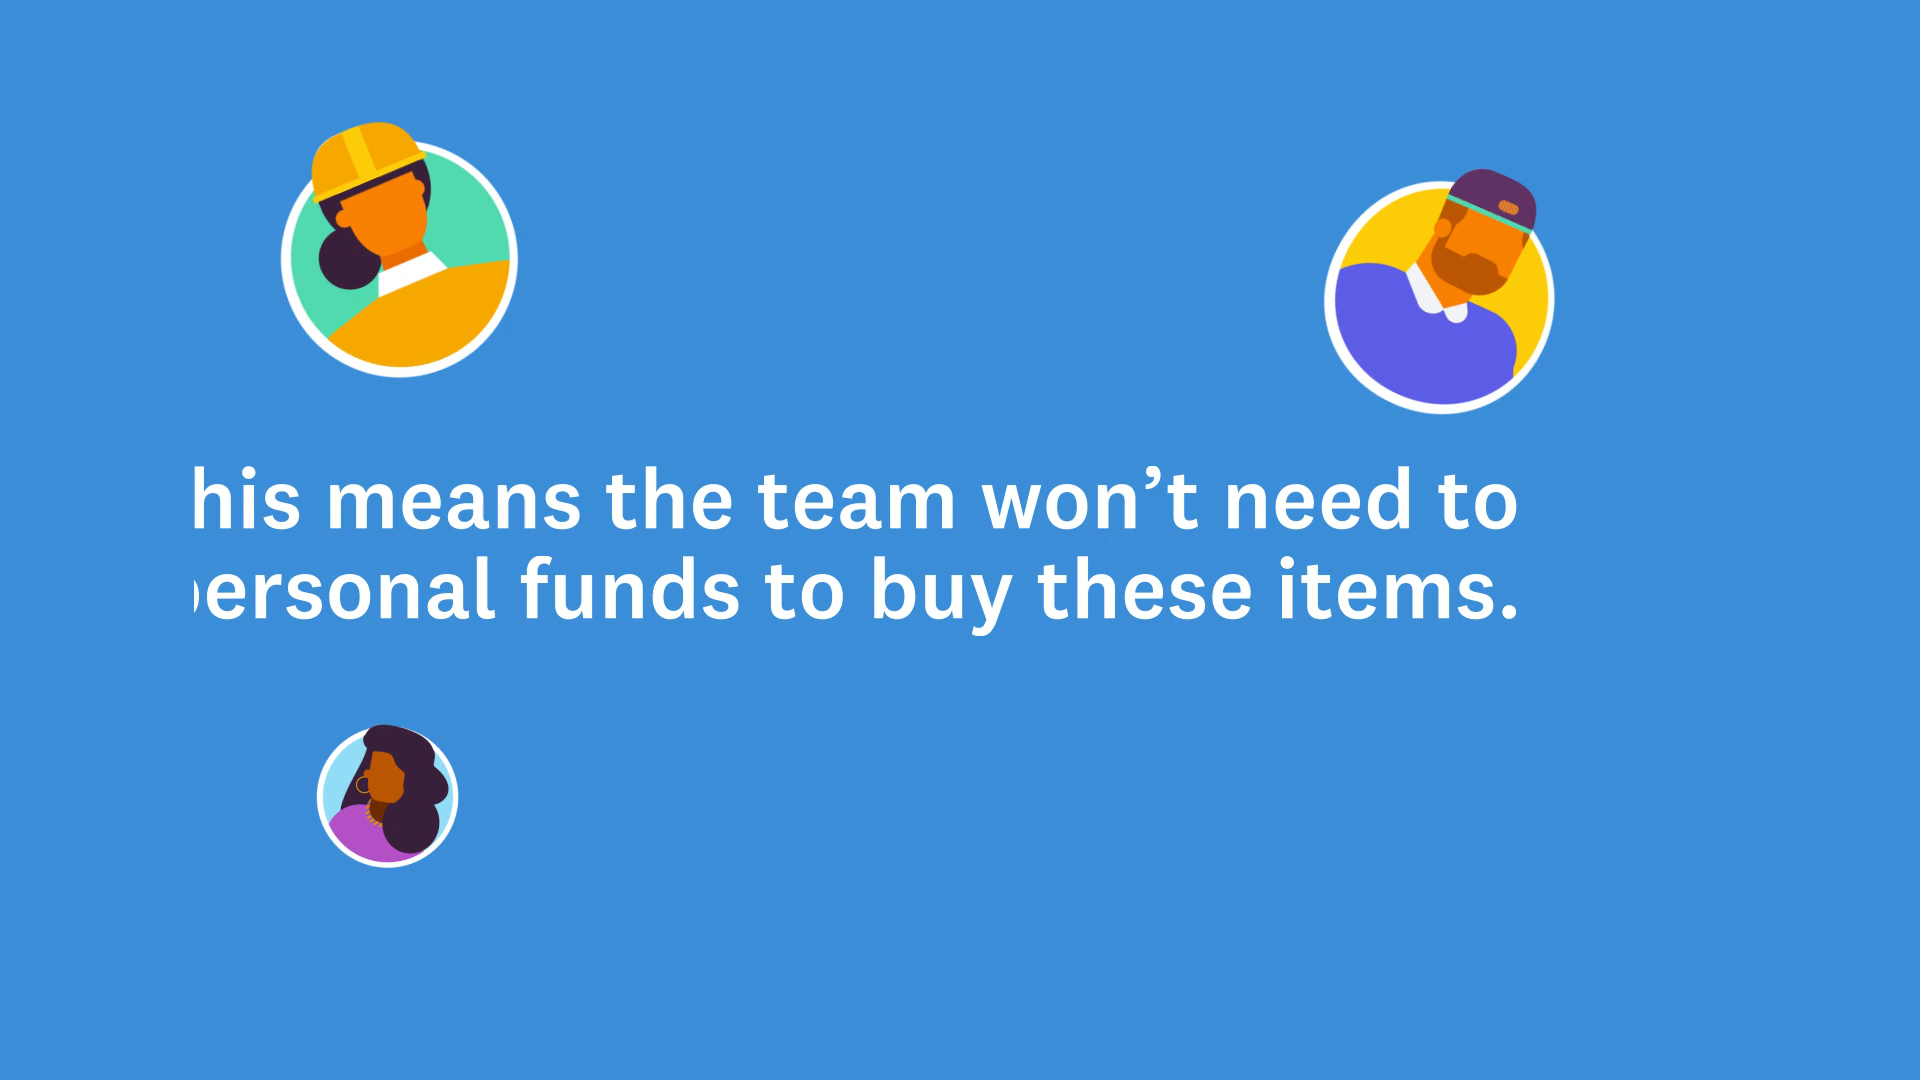 his means the team won’t need to
ersonal funds to buy these items.